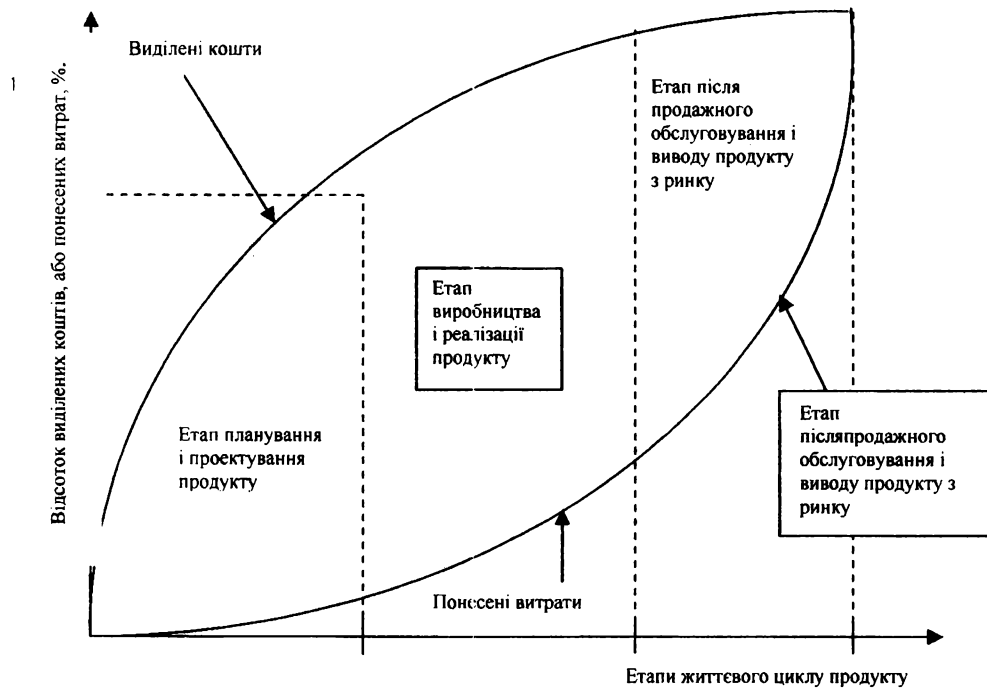 Виділені кошти
1
Відсоток виділених коштів, або понесених витрат, %.
Етап після
продажного
обслуговування і
виводу продукту
з ринку
Етап
виробництва
і реалізації
продукту
Етап планування
і проектування
продукту
Етап
післяпродажного
обслуговування і
виводу продукту з
ринку
Понесені витрати
Етапи життєвого циклу продукту